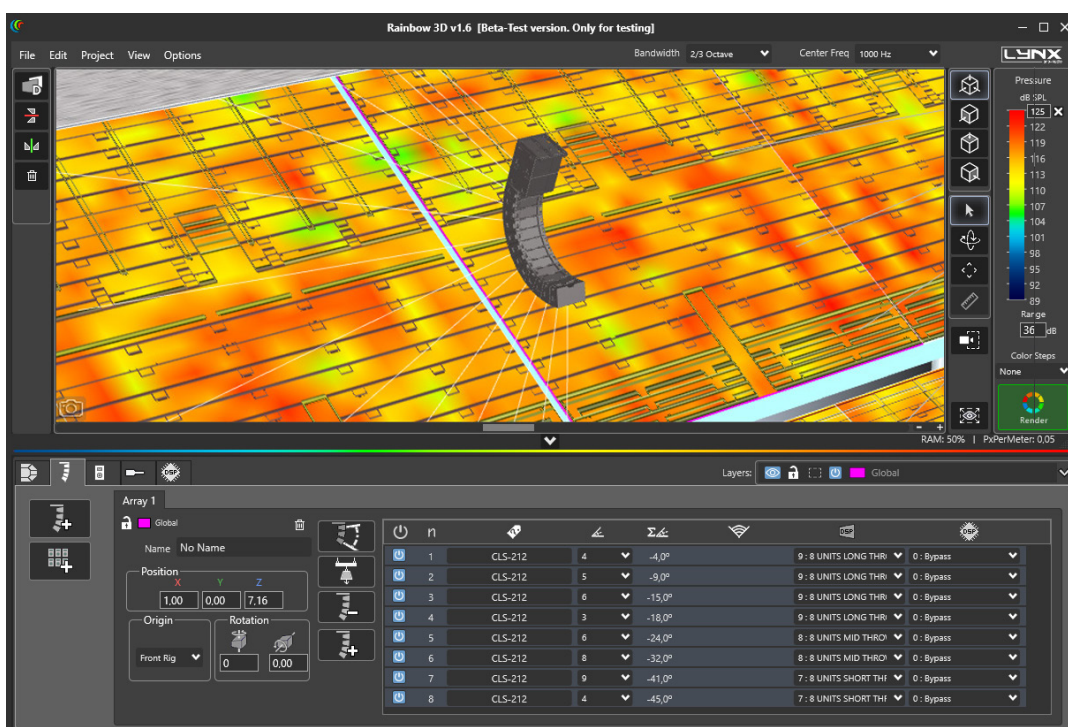 Rainbow 3D v1.6 [Beta-Test version. Only for testing]
File Edit Project View Options
Bandwidth 2/3 Octave Center Freq 1000 Hz
LYNX
Pressure
dB SPL
125
122
119
116
113
110
107
104
101
98
95
92
89
Range
36 dB
Color Steps
None
Render
RAM: 50% | PxPerMeter: 0,05
DSP
Layers: Global
Array 1
Global
Name No Name
Position
X Y Z
1,00 0,00 7,16
Origin Rotation
Front Rig 0 0,00
n Σ∡ DSP DSP
1 CLS-212 4 -4,0º 9 : 8 UNITS LONG THR 0 : Bypass
2 CLS-212 5 -9,0º 9 : 8 UNITS LONG THR 0 : Bypass
3 CLS-212 6 -15,0º 9 : 8 UNITS LONG THR 0 : Bypass
4 CLS-212 3 -18,0º 9 : 8 UNITS LONG THR 0 : Bypass
5 CLS-212 6 -24,0º 8 : 8 UNITS MID THRO 0 : Bypass
6 CLS-212 8 -32,0º 8 : 8 UNITS MID THRO 0 : Bypass
7 CLS-212 9 -41,0º 7 : 8 UNITS SHORT THF 0 : Bypass
8 CLS-212 4 -45,0º 7 : 8 UNITS SHORT THF 0 : Bypass